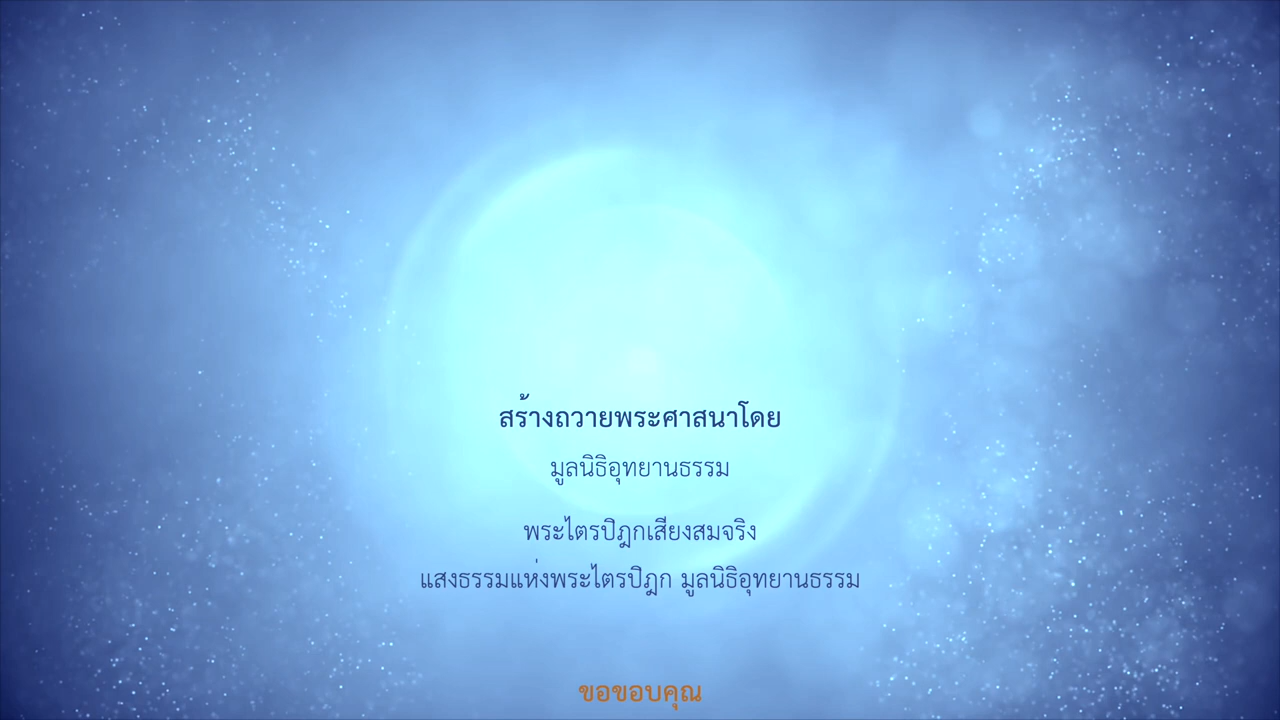 สร้างถวายพระศาสนาโดย
มูลนิธิอุทยานธรรม
พระไตรปิฎกเสียงสมจริง
แสงธรรมแห่งพระไตรปิฎก มูลนิธิอุทยานธรรม
ขอขอบคุณ